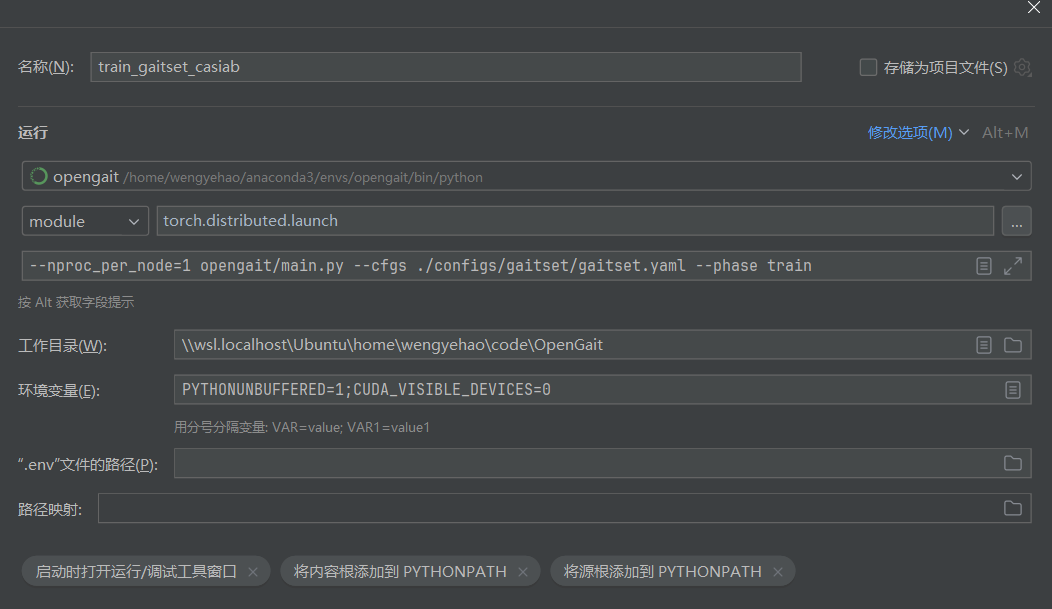 名称(N):
train_gaitset_casiab
存储为项目文件(S)
运行
修改选项(M)
Alt+M
opengait /home/wengyehao/anaconda3/envs/opengait/bin/python
module
torch.distributed.launch
...
--nproc_per_node=1 opengait/main.py --cfgs ./configs/gaitset/gaitset.yaml --phase train
按 Alt 获取字段提示
工作目录(W):
\\wsl.localhost\Ubuntu\home\wengyehao\code\OpenGait
环境变量(E):
PYTHONUNBUFFERED=1;CUDA_VISIBLE_DEVICES=0
用分号分隔变量: VAR=value; VAR1=value1
“.env”文件的路径(P):
路径映射:
启动时打开运行/调试工具窗口
将内容根添加到 PYTHONPATH
将源根添加到 PYTHONPATH